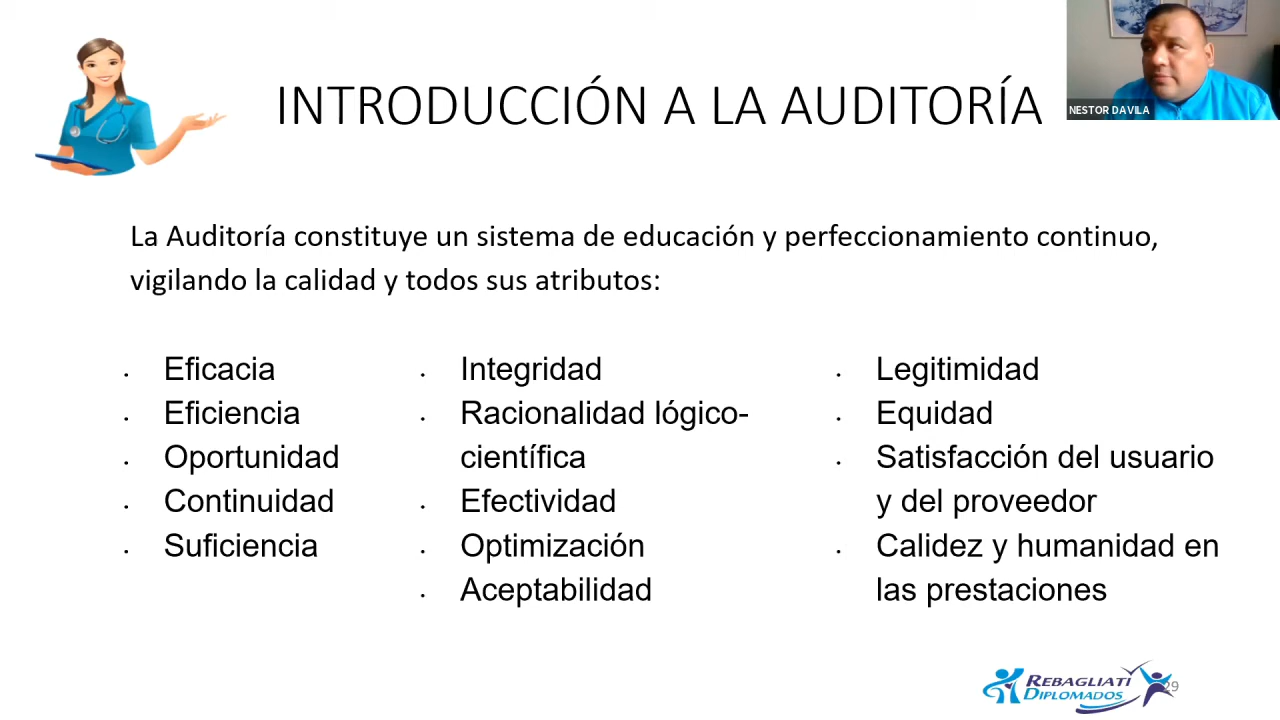 INTRODUCCIÓN A LA AUDITORÍA
NESTOR DAVILA
La Auditoría constituye un sistema de educación y perfeccionamiento continuo,
vigilando la calidad y todos sus atributos:
• Eficacia
• Eficiencia
• Oportunidad
• Continuidad
• Suficiencia
• Integridad
• Racionalidad lógico-
científica
• Efectividad
• Optimización
• Aceptabilidad
• Legitimidad
• Equidad
• Satisfacción del usuario
y del proveedor
• Calidez y humanidad en
las prestaciones
REBAGLIATI
DIPLOMADOS
29